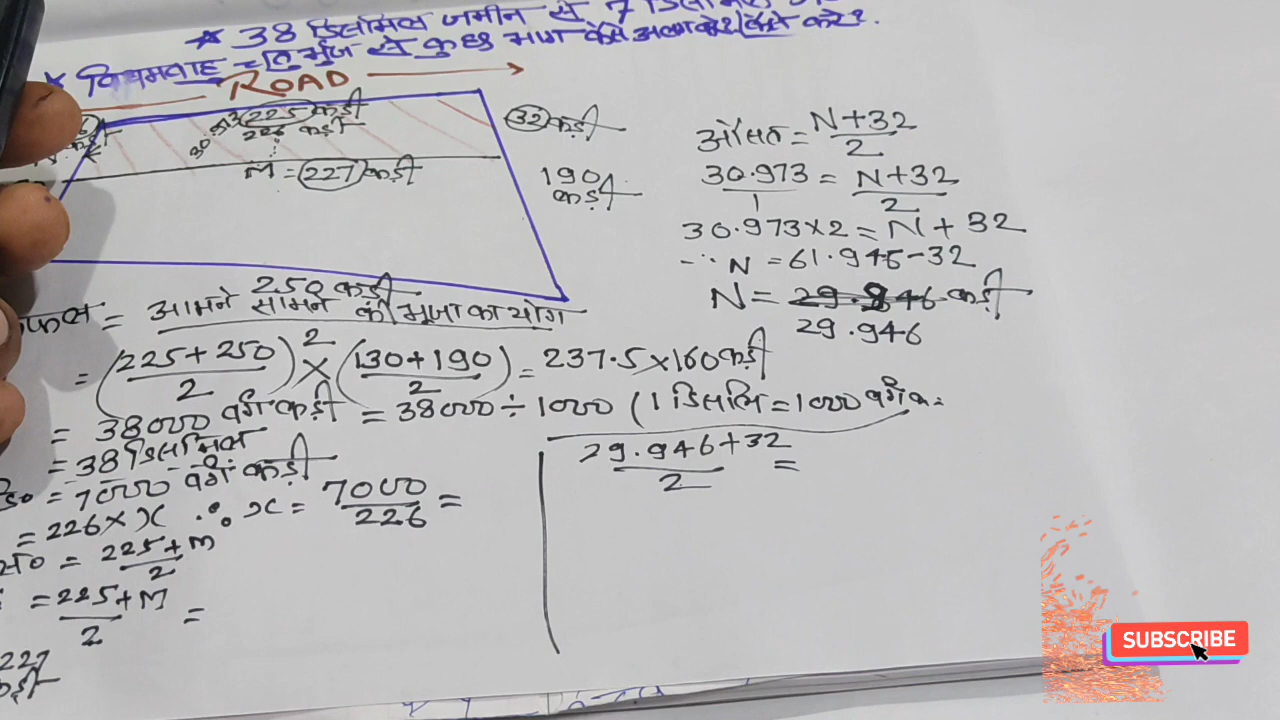 ★ 38 डिसमिल जमीन से 7
★ विषमबाहु चतुर्भुज से कुछ भाग कैसे अलग करे?
ROAD
225 कड़ी
226 कड़ी
M = 227 कड़ी
32 कड़ी
190 कड़ी
250 कड़ी
औसत = N+32 / 2
30.973 / 1 = N+32 / 2
30.973 × 2 = N + 32
∴ N = 61.946 - 32
N = 29.946 कड़ी
29.946
= आमने सामने की भूजा का योग / 2
= (225+250 / 2) × (130+190 / 2) = 237.5 × 160 कड़ी
= 38000 वर्ग कड़ी = 38000 ÷ 1000 (1 डिसमिल = 1000 वर्ग क
= 38 डिसमिल
= 7000 वर्ग कड़ी
= 226 × x ∴ x = 7000 / 226 =
= 225 + M / 2
= 225 + M / 2 =
227 कड़ी
29.946+32 / 2 =
SUBSCRIBE